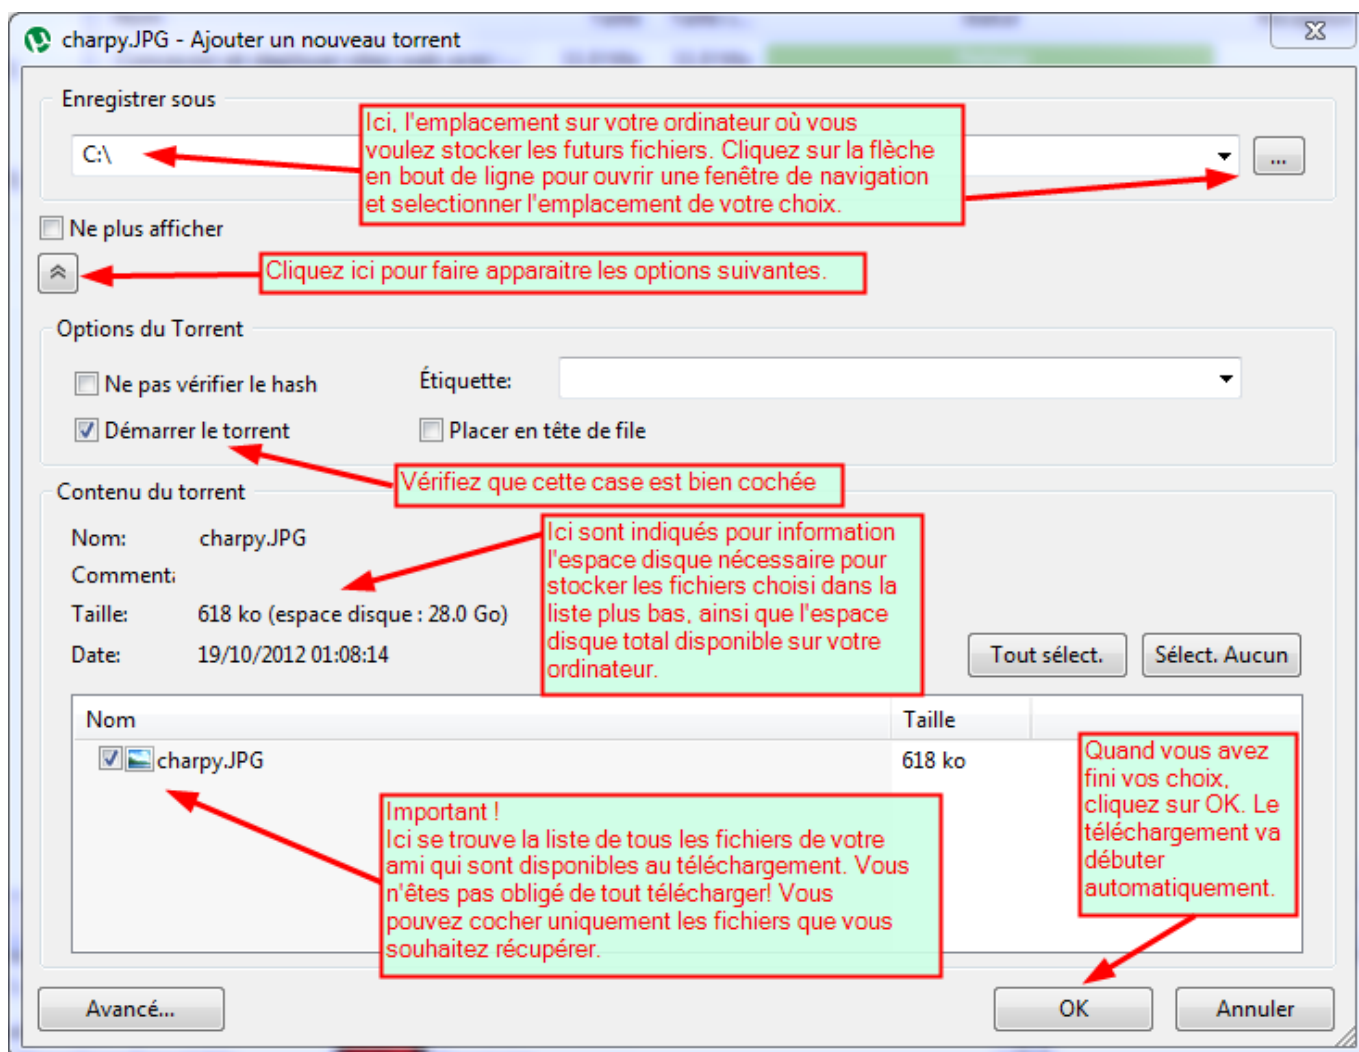 charpy.JPG - Ajouter un nouveau torrent
Enregistrer sous
C:\
Ici, l'emplacement sur votre ordinateur où vous
voulez stocker les futurs fichiers. Cliquez sur la flèche
en bout de ligne pour ouvrir une fenêtre de navigation
et selectionner l'emplacement de votre choix.
...
Ne plus afficher
Cliquez ici pour faire apparaitre les options suivantes.
Options du Torrent
Ne pas vérifier le hash
Étiquette:
Démarrer le torrent
Placer en tête de file
Vérifiez que cette case est bien cochée
Contenu du torrent
Nom: charpy.JPG
Comment:
Taille: 618 ko (espace disque : 28.0 Go)
Date: 19/10/2012 01:08:14
Ici sont indiqués pour information
l'espace disque nécessaire pour
stocker les fichiers choisi dans la
liste plus bas, ainsi que l'espace
disque total disponible sur votre
ordinateur.
Tout sélect.
Sélect. Aucun
Nom Taille
charpy.JPG 618 ko
Important !
Ici se trouve la liste de tous les fichiers de votre
ami qui sont disponibles au téléchargement. Vous
n'êtes pas obligé de tout télécharger! Vous
pouvez cocher uniquement les fichiers que vous
souhaitez récupérer.
Quand vous avez
fini vos choix,
cliquez sur OK. Le
téléchargement va
débuter
automatiquement.
Avancé...
OK
Annuler